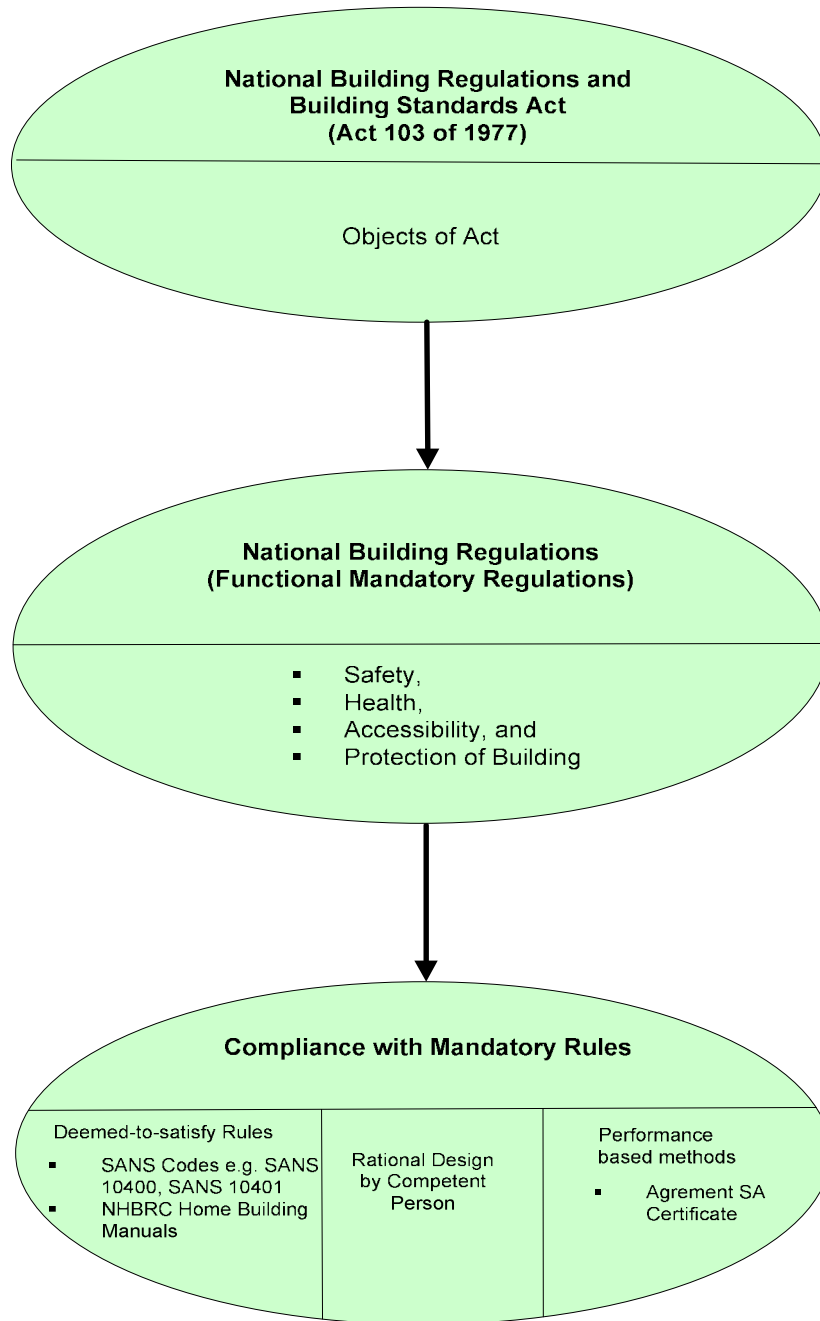 National Building Regulations and
Building Standards Act
(Act 103 of 1977)
Objects of Act
National Building Regulations
(Functional Mandatory Regulations)
▪ Safety,
▪ Health,
▪ Accessibility, and
▪ Protection of Building
Compliance with Mandatory Rules
Deemed-to-satisfy Rules
▪ SANS Codes e.g. SANS
10400, SANS 10401
▪ NHBRC Home Building
Manuals
Rational Design
by Competent
Person
Performance
based methods
▪ Agrement SA
Certificate